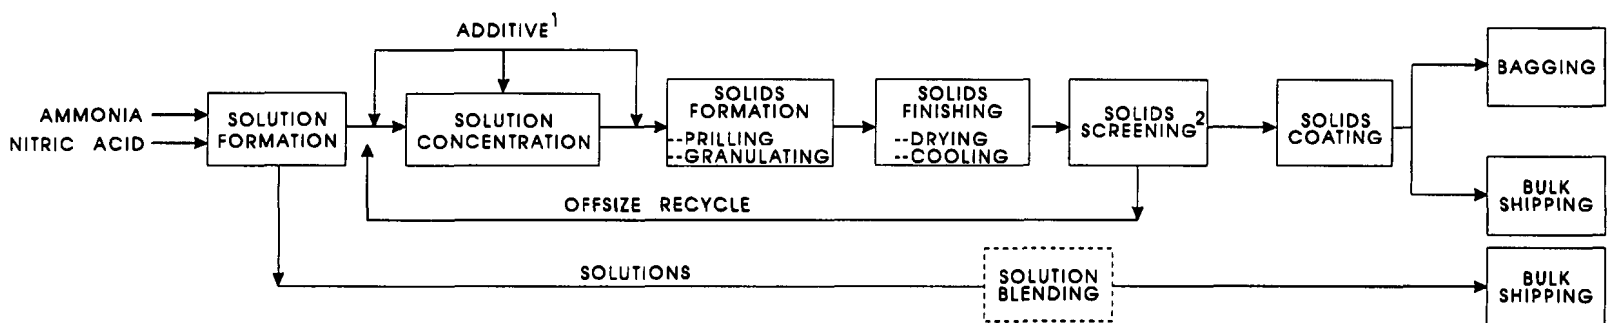 ADDITIVE1
AMMONIA
NITRIC ACID
SOLUTION
FORMATION
SOLUTION
CONCENTRATION
SOLIDS
FORMATION
--PRILLING
--GRANULATING
SOLIDS
FINISHING
--DRYING
--COOLING
SOLIDS
SCREENING2
SOLIDS
COATING
BAGGING
BULK
SHIPPING
OFFSIZE RECYCLE
SOLUTIONS
SOLUTION
BLENDING
BULK
SHIPPING